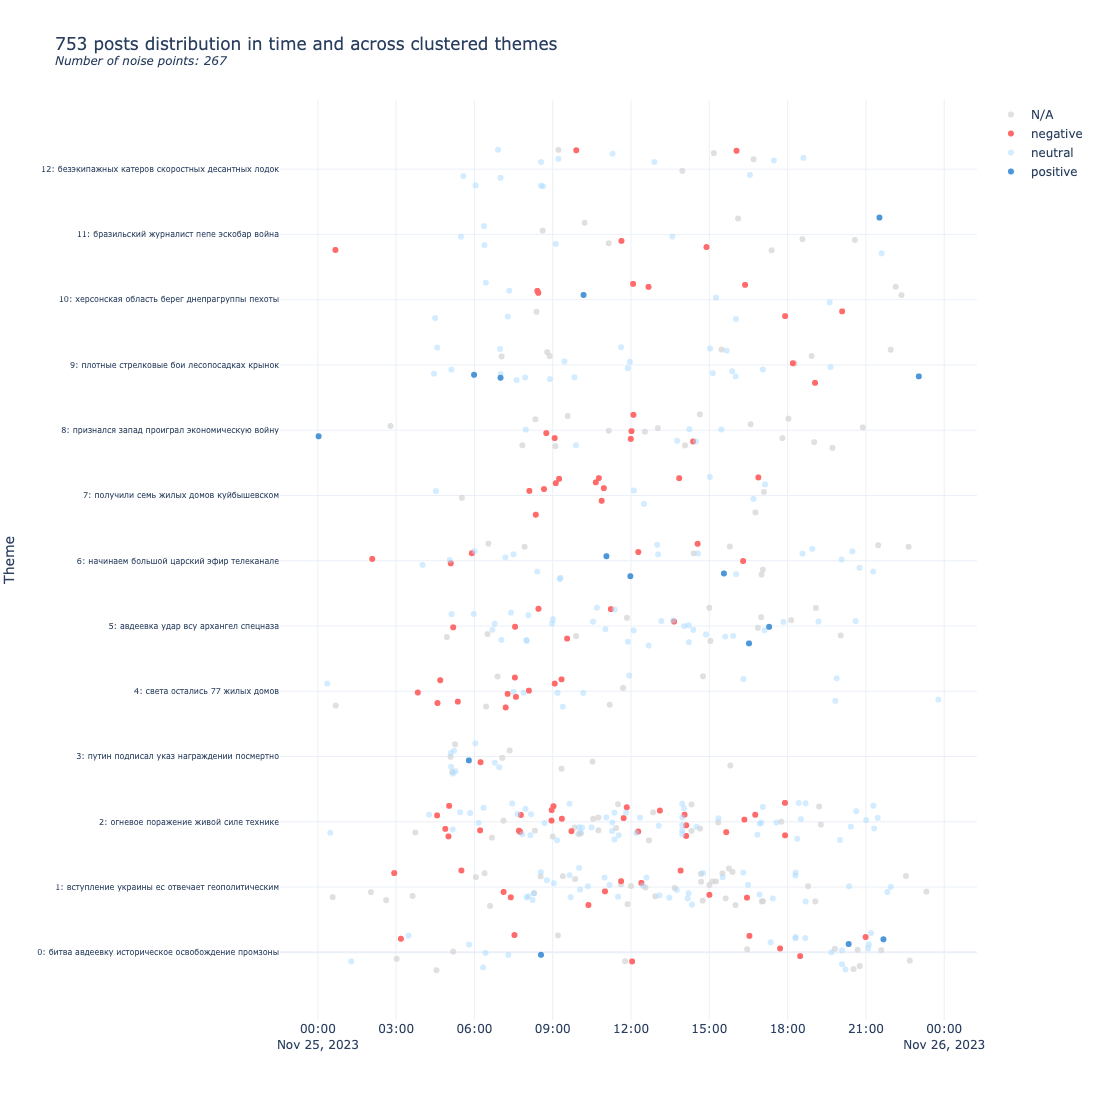 753 posts distribution in time and across clustered themes
Number of noise points: 267
N/A
negative
neutral
positive
Theme
12: безэкипажных катеров скоростных десантных лодок
11: бразильский журналист пепе эскобар война
10: херсонская область берег днепрагруппы пехоты
9: плотные стрелковые бои лесопосадках крынок
8: признался запад проиграл экономическую войну
7: получили семь жилых домов куйбышевском
6: начинаем большой царский эфир телеканале
5: авдеевка удар всу архангел спецназа
4: света остались 77 жилых домов
3: путин подписал указ награждении посмертно
2: огневое поражение живой силе технике
1: вступление украины ес отвечает геополитическим
0: битва авдеевку историческое освобождение промзоны
00:00 03:00 06:00 09:00 12:00 15:00 18:00 21:00 00:00
Nov 25, 2023 Nov 26, 2023